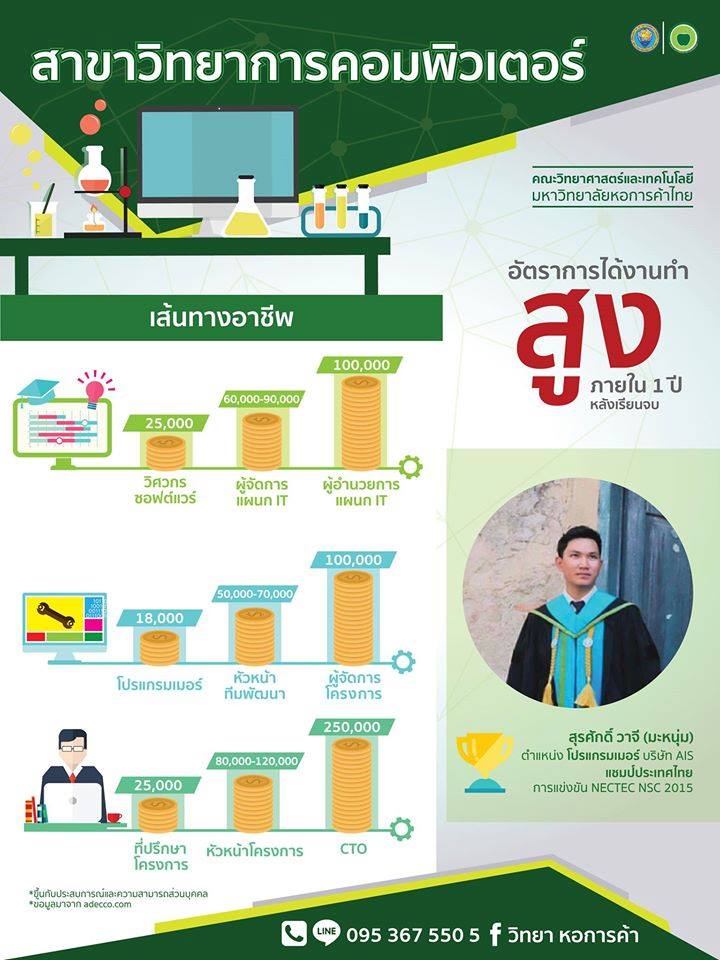 สาขาวิทยาการคอมพิวเตอร์
คณะวิทยาศาสตร์และเทคโนโลยี
มหาวิทยาลัยหอการค้าไทย
อัตราการได้งานทำ
สูง
ภายใน 1 ปี
หลังเรียนจบ
เส้นทางอาชีพ
25,000
60,000-90,000
100,000
วิศวกร
ซอฟต์แวร์
ผู้จัดการ
แผนก IT
ผู้อำนวยการ
แผนก IT
18,000
50,000-70,000
100,000
โปรแกรมเมอร์
หัวหน้า
ทีมพัฒนา
ผู้จัดการ
โครงการ
25,000
80,000-120,000
250,000
ที่ปรึกษา
โครงการ
หัวหน้าโครงการ
CTO
สุรศักดิ์ วาจี (มะหนุ่ม)
ตำแหน่ง โปรแกรมเมอร์ บริษัท AIS
แชมป์ประเทศไทย
การแข่งขัน NECTEC NSC 2015
*ขึ้นกับประสบการณ์และความสามารถส่วนบุคคล
*ข้อมูลมาจาก adecco.com
LINE 095 367 550 5 f วิทยา หอการค้า